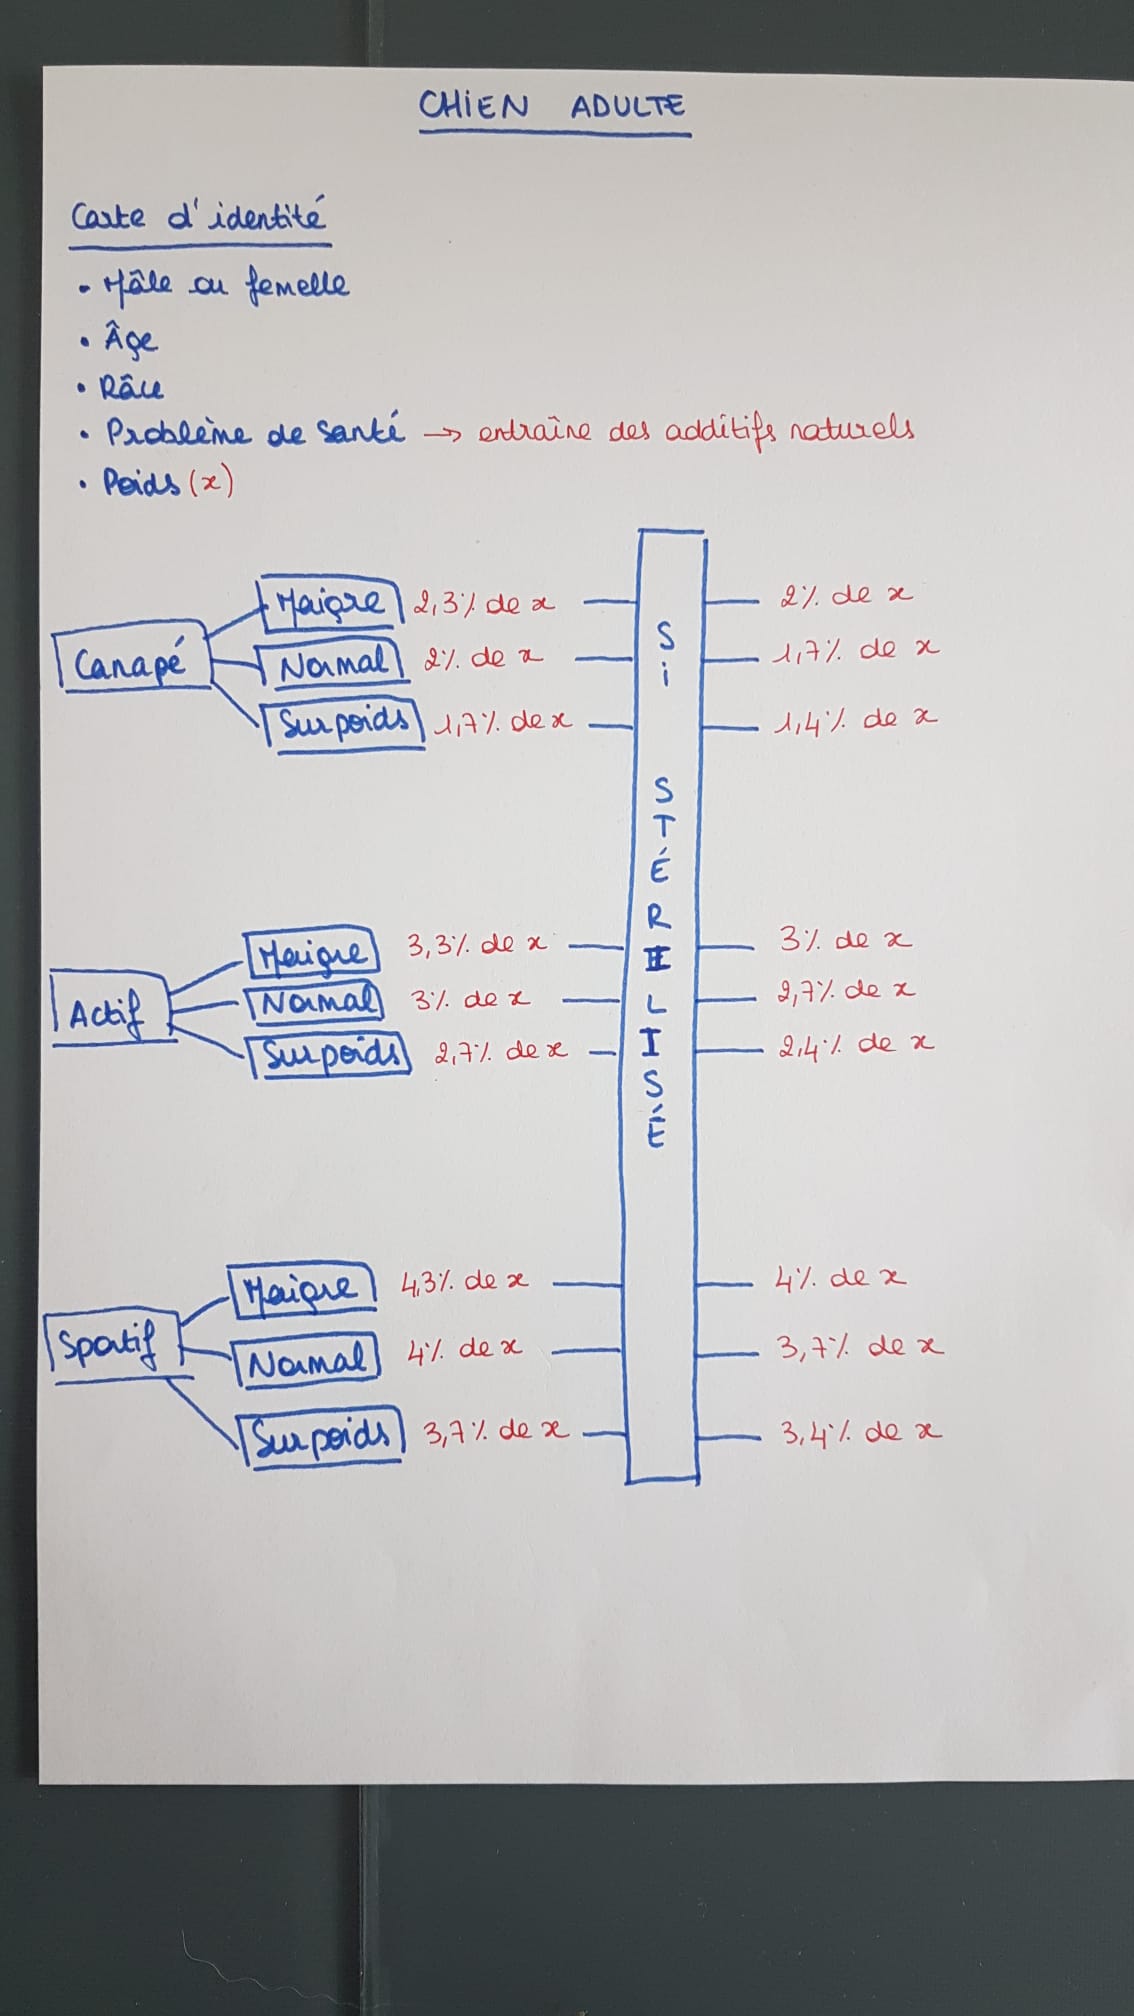 CHIEN ADULTE
Carte d'identité
• Mâle ou femelle
• Âge
• Râce
• Problème de santé → entraîne des additifs naturels
• Poids (x)
Canapé
Maigre 2,3% de x 2% de x
Normal 2% de x 1,7% de x
Surpoids 1,7% de x 1,4% de x
Actif
Maigre 3,3% de x 3% de x
Normal 3% de x 2,7% de x
Surpoids 2,7% de x 2,4% de x
Sportif
Maigre 4,3% de x 4% de x
Normal 4% de x 3,7% de x
Surpoids 3,7% de x 3,4% de x
Si STÉRILISÉ